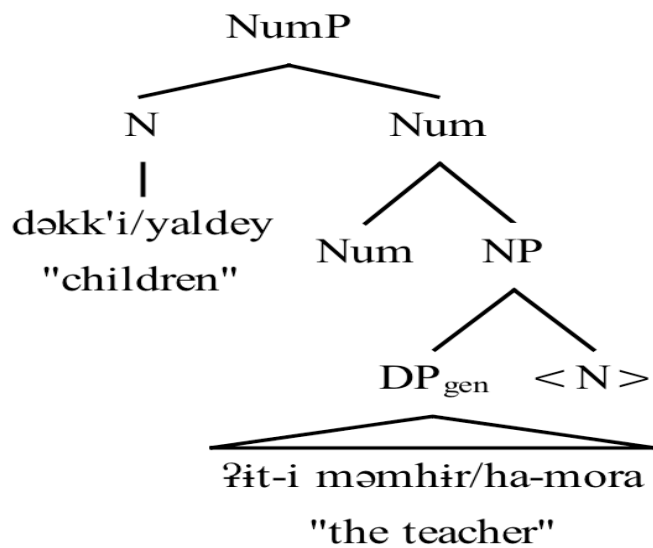 NumP
N Num
dəkk'i/yaldey Num NP
"children"
DPgen <N>
ʔɨt-i məmhɨr/ha-mora
"the teacher"